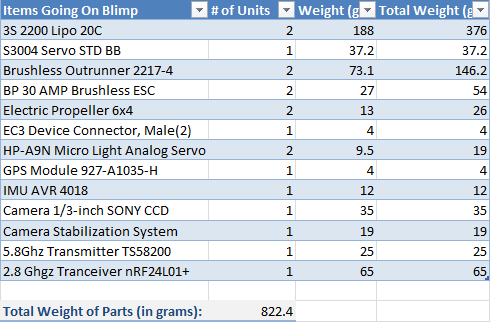 Items Going On Blimp # of Units Weight (g Total Weight (g
3S 2200 Lipo 20C 2 188 376
S3004 Servo STD BB 1 37.2 37.2
Brushless Outrunner 2217-4 2 73.1 146.2
BP 30 AMP Brushless ESC 2 27 54
Electric Propeller 6x4 2 13 26
EC3 Device Connector, Male(2) 1 4 4
HP-A9N Micro Light Analog Servo 2 9.5 19
GPS Module 927-A1035-H 1 4 4
IMU AVR 4018 1 12 12
Camera 1/3-inch SONY CCD 1 35 35
Camera Stabilization System 1 19 19
5.8Ghz Transmitter TS58200 1 25 25
2.8 Ghgz Tranceiver nRF24L01+ 1 65 65
Total Weight of Parts (in grams): 822.4